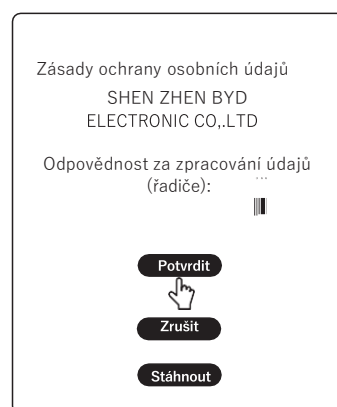 Zásady ochrany osobních údajů
SHEN ZHEN BYD
ELECTRONIC CO,.LTD
Odpovědnost za zpracování údajů
(řadiče):
Potvrdit
Zrušit
Stáhnout